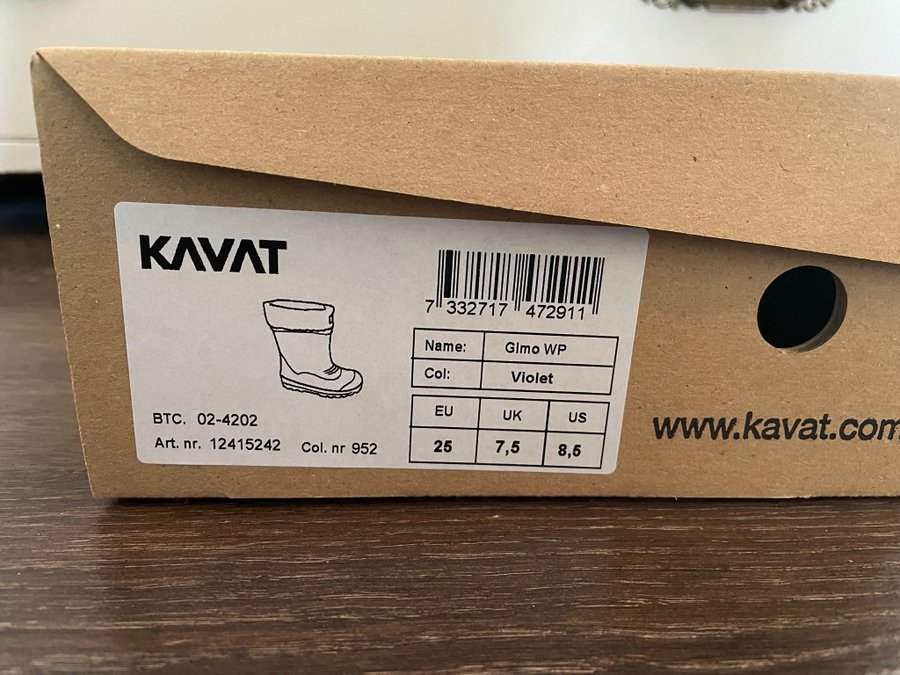 KAVAT
7 332717 472911
Name: Gimo WP
Col: Violet
EU UK US
25 7,5 8,5
BTC. 02-4202
Art. nr. 12415242 Col. nr 952
www.kavat.com